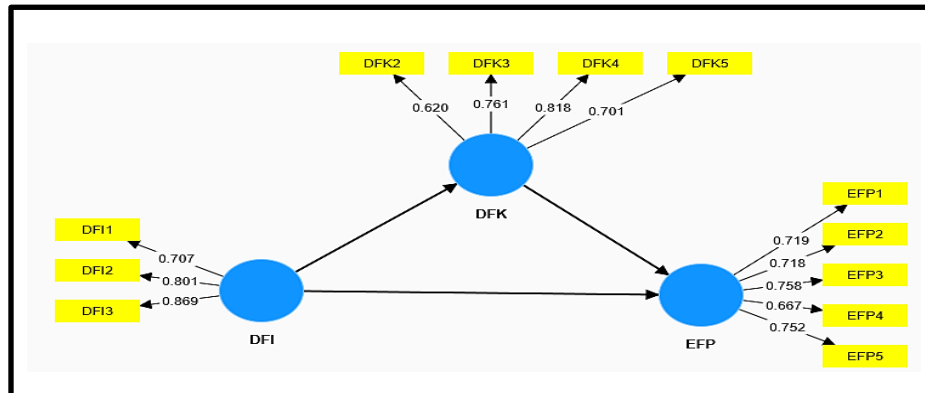 DFK2 DFK3 DFK4 DFK5
0.620 0.761 0.818 0.701
DFK
EFP1
0.719
EFP2
0.718
EFP3
0.758
EFP4
0.667
EFP5
0.752
DFI1
0.707
DFI2
0.801
DFI3
0.869
DFI
EFP